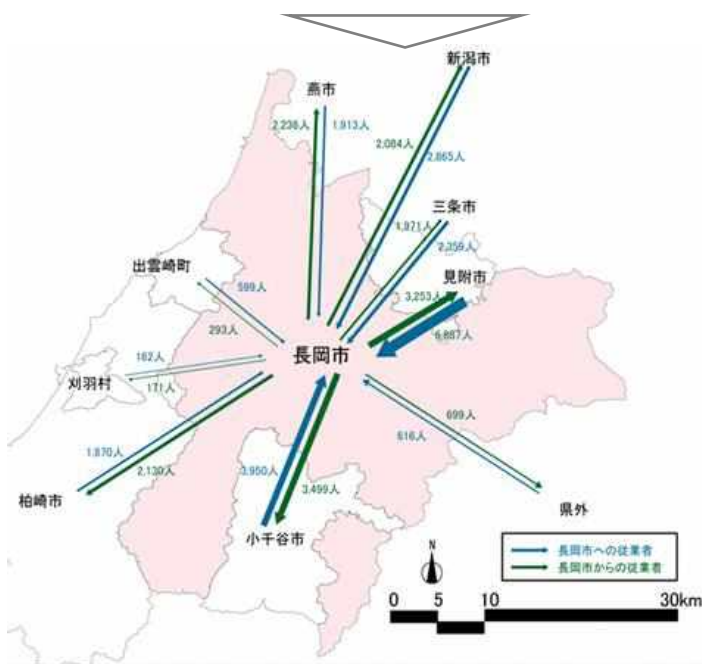 新潟市
燕市
2,238人
1,913人
2,084人
2,865人
三条市
1,971人
2,359人
見附市
3,253人
6,887人
出雲崎町
599人
293人
長岡市
162人
171人
刈羽村
1,870人
2,130人
柏崎市
3,950人
3,499人
小千谷市
699人
616人
県外
長岡市への従業者
長岡市からの従業者
N
0 5 10 30km